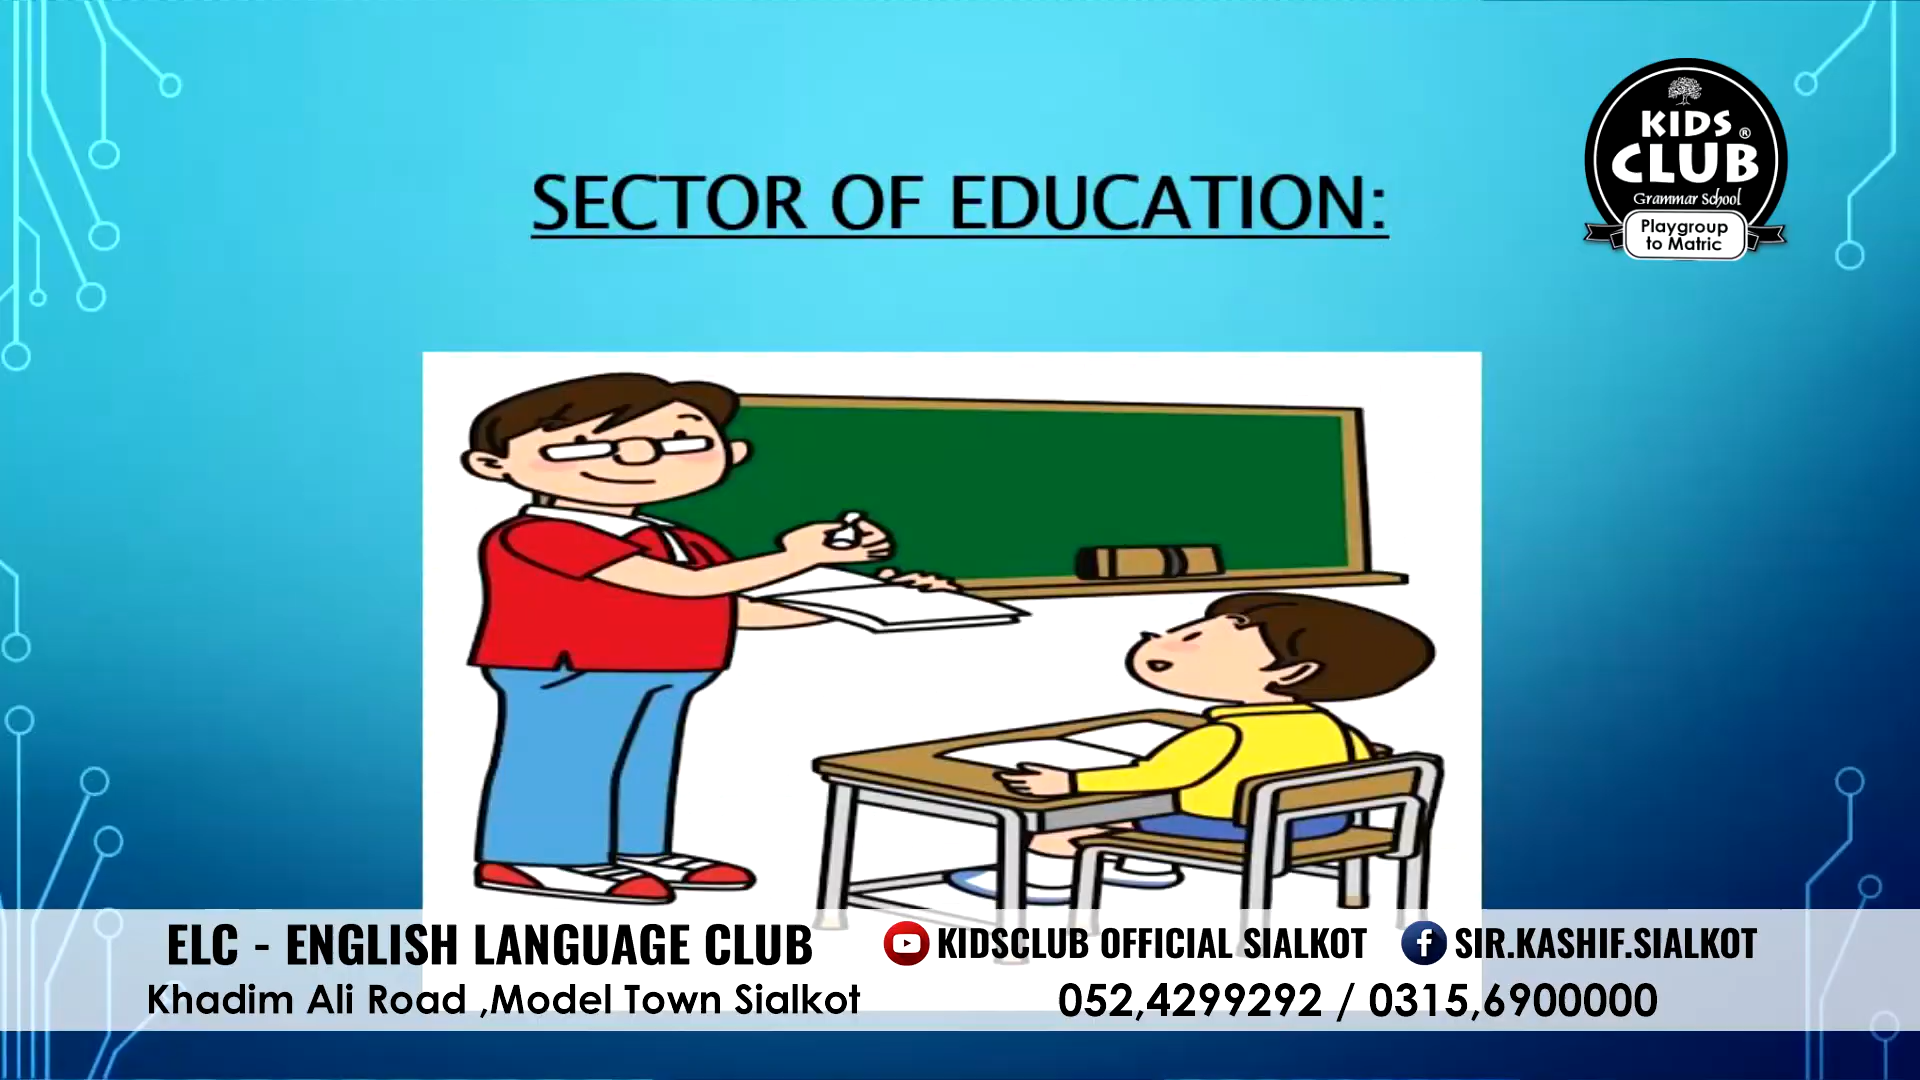 SECTOR OF EDUCATION:
KIDS ®
CLUB
Grammar School
Playgroup
to Matric
ELC - ENGLISH LANGUAGE CLUB
Khadim Ali Road ,Model Town Sialkot
KIDSCLUB OFFICIAL SIALKOT
SIR.KASHIF.SIALKOT
052,4299292 / 0315,6900000